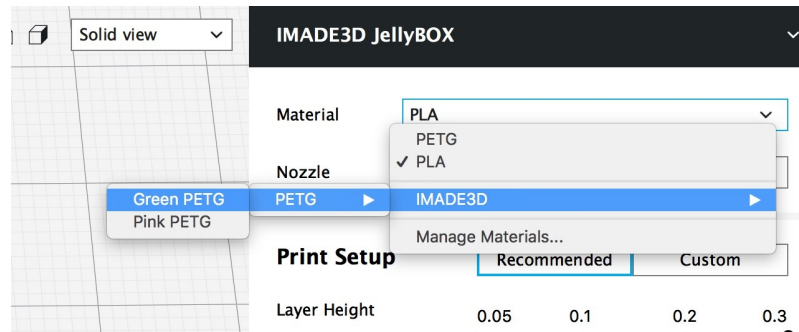 Solid view
IMADE3D JellyBOX
Material PLA
PETG
✓ PLA
Nozzle
Green PETG PETG IMADE3D
Pink PETG
Manage Materials...
Print Setup Recommended Custom
Layer Height 0.05 0.1 0.2 0.3